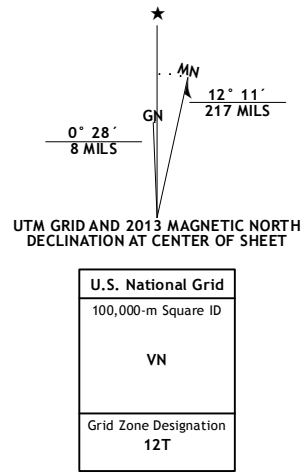 ★
MN
GN
12° 11´
217 MILS
0° 28´
8 MILS
UTM GRID AND 2013 MAGNETIC NORTH
DECLINATION AT CENTER OF SHEET
U.S. National Grid
100,000-m Square ID
VN
Grid Zone Designation
12T